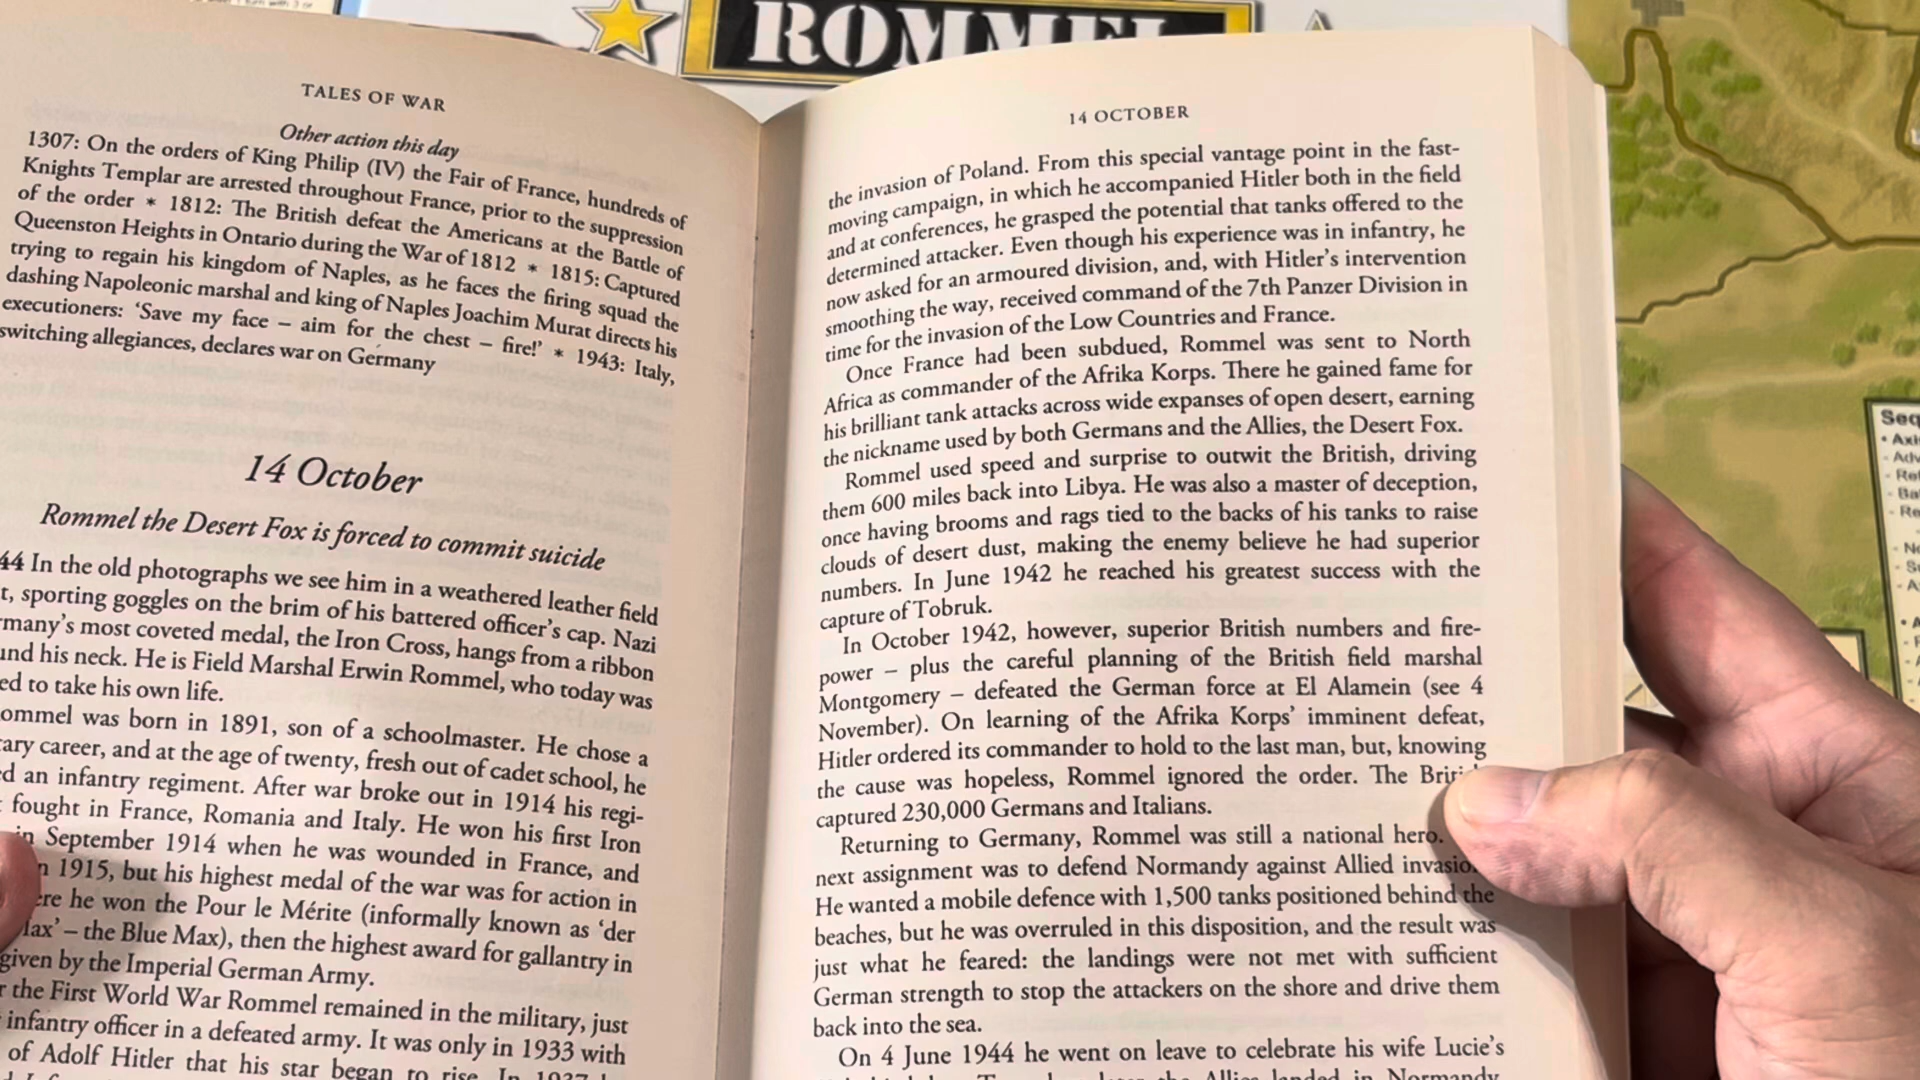 ROMMEL
TALES OF WAR
Other action this day
1307: On the orders of King Philip (IV) the Fair of France, hundreds of
Knights Templar are arrested throughout France, prior to the suppression
of the order * 1812: The British defeat the Americans at the Battle of
Queenston Heights in Ontario during the War of 1812 * 1815: Captured
trying to regain his kingdom of Naples, as he faces the firing squad the
dashing Napoleonic marshal and king of Naples Joachim Murat directs his
executioners: ‘Save my face – aim for the chest – fire!’ * 1943: Italy,
switching allegiances, declares war on Germany
14 October
Rommel the Desert Fox is forced to commit suicide
44 In the old photographs we see him in a weathered leather field
sporting goggles on the brim of his battered officer’s cap. Nazi
most coveted medal, the Iron Cross, hangs from a ribbon
his neck. He is Field Marshal Erwin Rommel, who today was
to take his own life.
was born in 1891, son of a schoolmaster. He chose a
career, and at the age of twenty, fresh out of cadet school, he
an infantry regiment. After war broke out in 1914 his regi-
fought in France, Romania and Italy. He won his first Iron
in September 1914 when he was wounded in France, and
1915, but his highest medal of the war was for action in
he won the Pour le Mérite (informally known as ‘der
– the Blue Max), then the highest award for gallantry in
given by the Imperial German Army.
the First World War Rommel remained in the military, just
infantry officer in a defeated army. It was only in 1933 with
of Adolf Hitler that his star began to rise. In 1937
14 OCTOBER
the invasion of Poland. From this special vantage point in the fast-
moving campaign, in which he accompanied Hitler both in the field
and at conferences, he grasped the potential that tanks offered to the
determined attacker. Even though his experience was in infantry, he
now asked for an armoured division, and, with Hitler’s intervention
smoothing the way, received command of the 7th Panzer Division in
time for the invasion of the Low Countries and France.
Once France had been subdued, Rommel was sent to North
Africa as commander of the Afrika Korps. There he gained fame for
his brilliant tank attacks across wide expanses of open desert, earning
the nickname used by both Germans and the Allies, the Desert Fox.
Rommel used speed and surprise to outwit the British, driving
them 600 miles back into Libya. He was also a master of deception,
once having brooms and rags tied to the backs of his tanks to raise
clouds of desert dust, making the enemy believe he had superior
numbers. In June 1942 he reached his greatest success with the
capture of Tobruk.
In October 1942, however, superior British numbers and fire-
power – plus the careful planning of the British field marshal
Montgomery – defeated the German force at El Alamein (see 4
November). On learning of the Afrika Korps’ imminent defeat,
Hitler ordered its commander to hold to the last man, but, knowing
the cause was hopeless, Rommel ignored the order. The British
captured 230,000 Germans and Italians.
Returning to Germany, Rommel was still a national hero.
next assignment was to defend Normandy against Allied invasion.
He wanted a mobile defence with 1,500 tanks positioned behind the
beaches, but he was overruled in this disposition, and the result was
just what he feared: the landings were not met with sufficient
German strength to stop the attackers on the shore and drive them
back into the sea.
On 4 June 1944 he went on leave to celebrate his wife Lucie’s
the Allies landed in Normandy